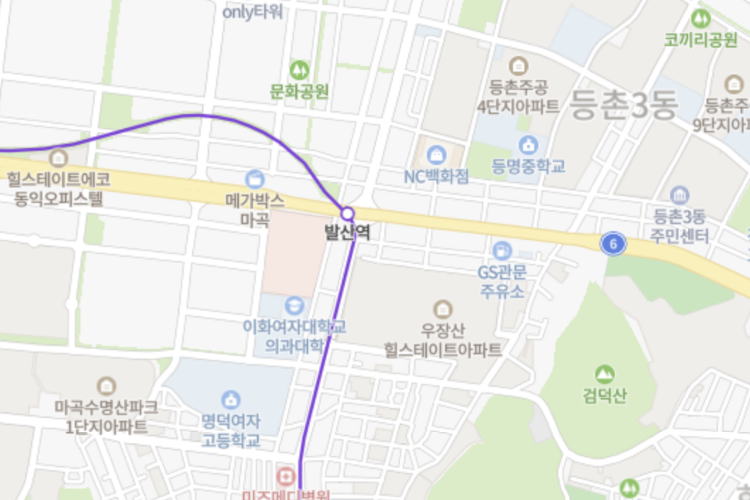 only타워
코끼리공원
문화공원
등촌주공
4단지아파트
등촌3동
등촌주
9단지아
NC백화점
등명중학교
힐스테이트에코
동익오피스텔
메가박스
마곡
발산역
등촌3동
주민센터
6
GS관문
주유소
이화여자대학교
의과대학
우장산
힐스테이트아파트
마곡수명산파크
1단지아파트
명덕여자
고등학교
검덕산
미즈메디병원